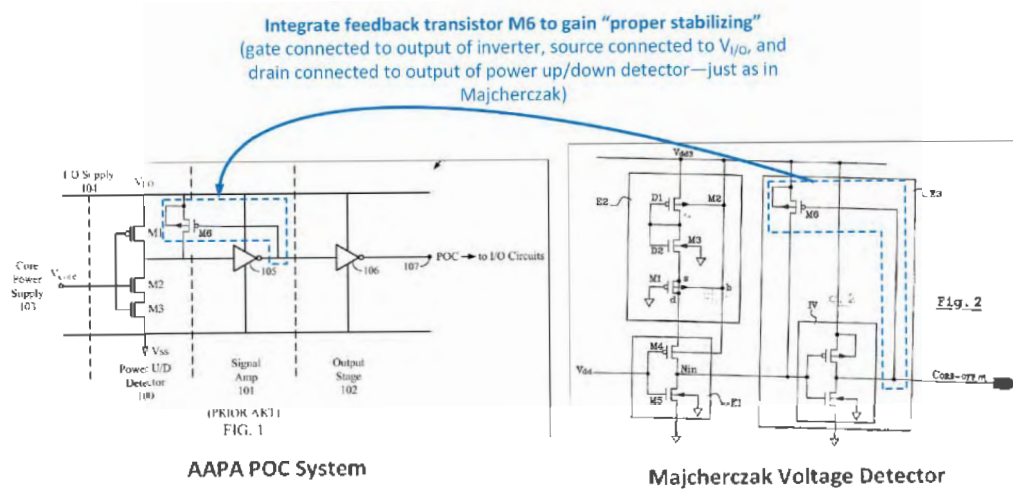 Integrate feedback transistor M6 to gain “proper stabilizing”
(gate connected to output of inverter, source connected to VI/O, and
drain connected to output of power up/down detector—just as in
Majcherczak)
I/O Supply
104
VI/O
M1
M6
105
106
107
POC
to I/O Circuits
Core
Power
Supply
103
Vcore
M2
M3
Vss
Power U/D
Detector
100
Signal
Amp
101
Output
Stage
102
(PRIOR ART)
FIG. 1
AAPA POC System
Vdd3
E2
D1
M2
D2
M3
M1
s
b
d
M6
E3
Fig. 2
IV
M4
Vdd
Nin
M5
E1
Majcherczak Voltage Detector